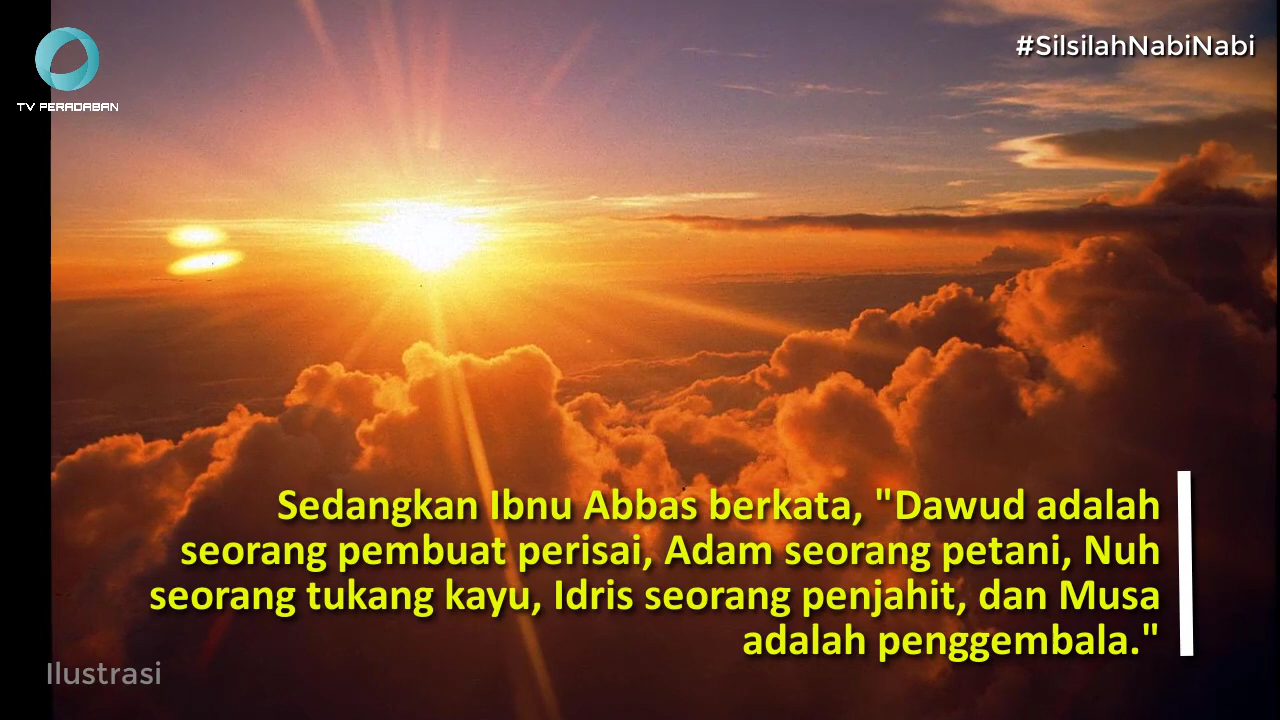 TV PERADABAN
#SilsilahNabiNabi
Sedangkan Ibnu Abbas berkata, "Dawud adalah
seorang pembuat perisai, Adam seorang petani, Nuh
seorang tukang kayu, Idris seorang penjahit, dan Musa
adalah penggembala."
Ilustrasi